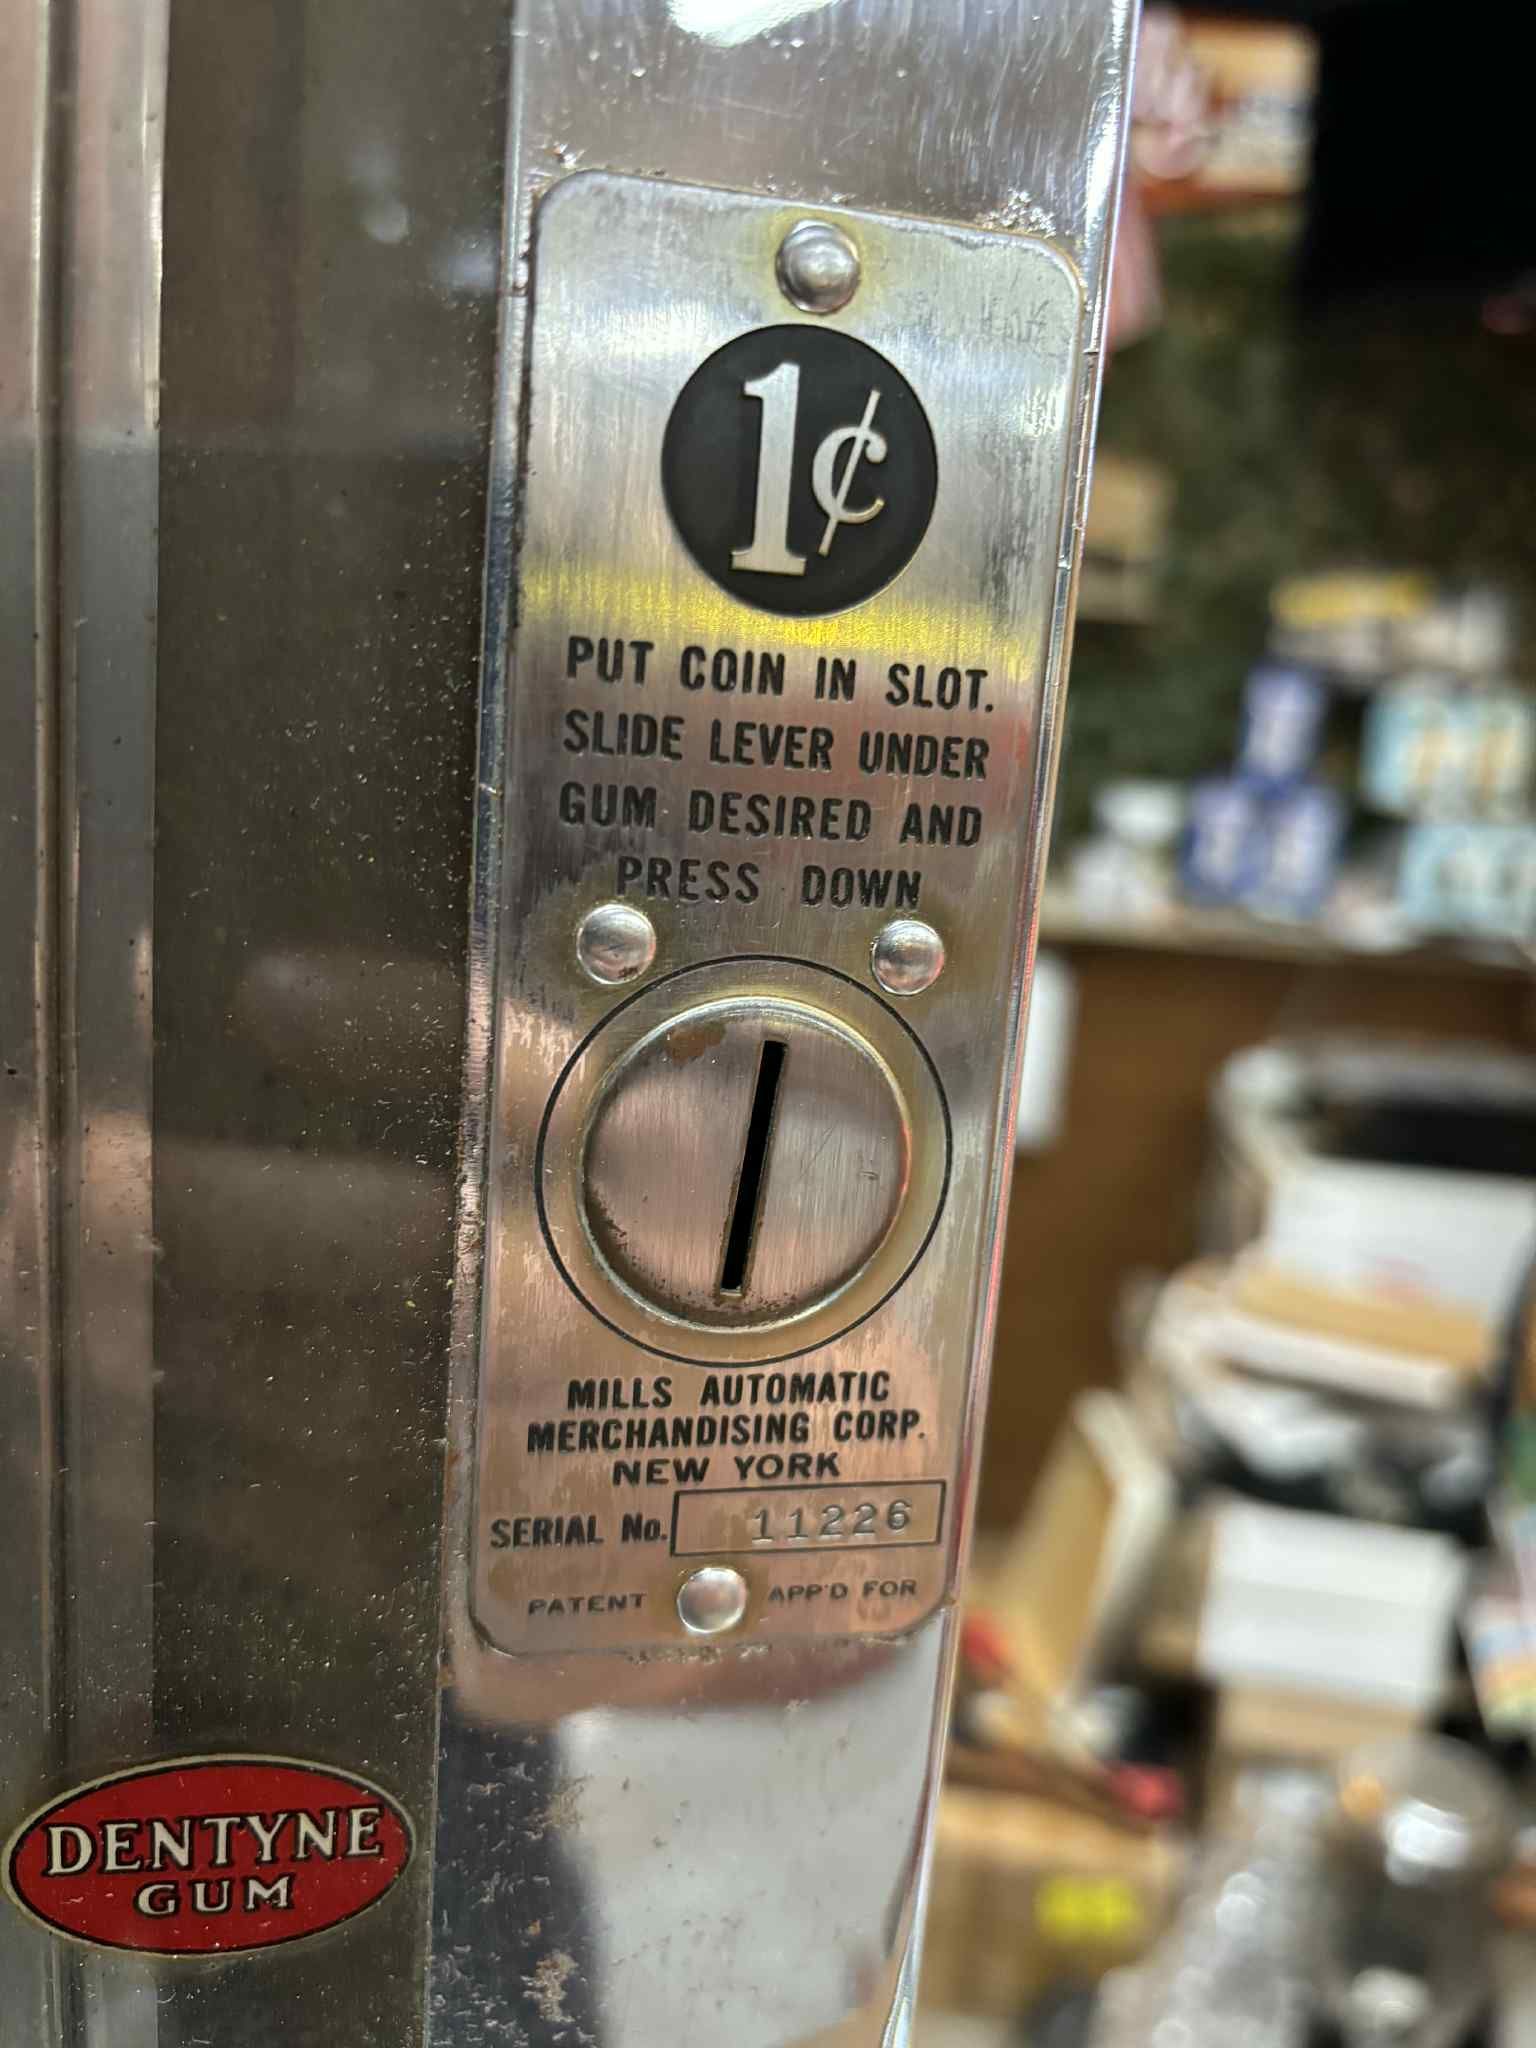 1¢
PUT COIN IN SLOT.
SLIDE LEVER UNDER
GUM DESIRED AND
PRESS DOWN
MILLS AUTOMATIC
MERCHANDISING CORP.
NEW YORK
SERIAL No. 11226
PATENT APP'D FOR
DENTYNE
GUM